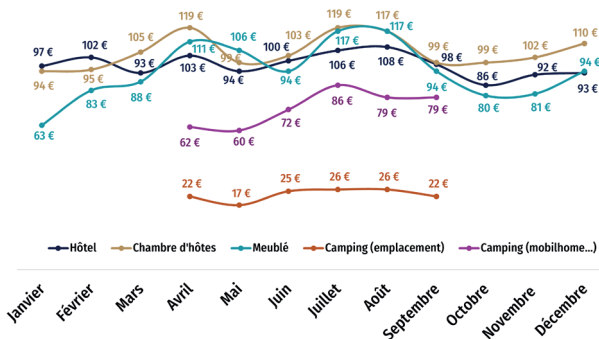 119 €
119 €
117 €
110 €
105 €
106 €
103 €
117 €
97 €
102 €
100 €
117 €
99 €
98 €
99 €
102 €
93 €
111 €
99 €
94 €
94 €
95 €
103 €
94 €
94 €
106 €
108 €
94 €
86 €
92 €
93 €
63 €
83 €
88 €
86 €
79 €
79 €
80 €
81 €
62 €
60 €
72 €
22 €
17 €
25 €
26 €
26 €
22 €
Hôtel
Chambre d'hôtes
Meublé
Camping (emplacement)
Camping (mobilhome...)
Janvier
Février
Mars
Avril
Mai
Juin
Juillet
Août
Septembre
Octobre
Novembre
Décembre